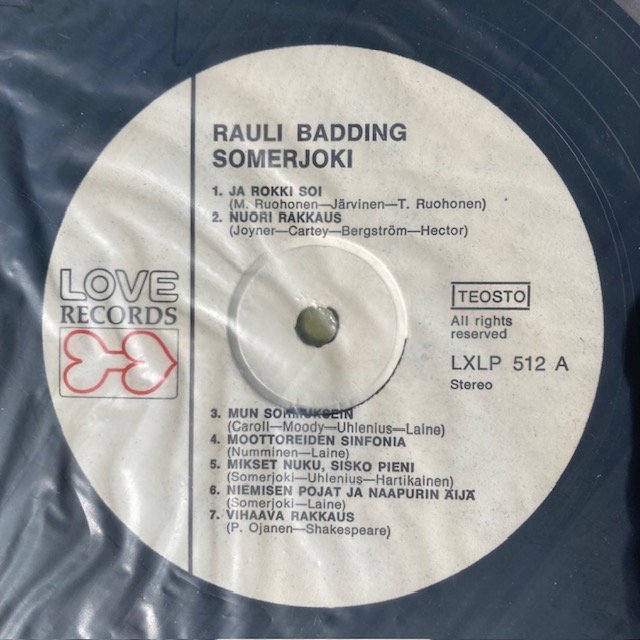 RAULI BADDING
SOMERJOKI
1. JA ROKKI SOI
(M. Ruohonen—Järvinen—T. Ruohonen)
2. NUORI RAKKAUS
(Joyner—Cartey—Bergström—Hector)
LOVE
RECORDS
TEOSTO
All rights
reserved
LXLP 512 A
Stereo
3. MUN SORMUKSEIN
(Caroll—Moody—Uhlenius—Laine)
4. MOOTTOREIDEN SINFONIA
(Numminen—Laine)
5. MIKSET NUKU, SISKO PIENI
(Somerjoki—Uhlenius—Hartikainen)
6. NIEMISEN POJAT JA NAAPURIN ÄIJÄ
(Somerjoki—Laine)
7. VIHAAVA RAKKAUS
(P. Ojanen—Shakespeare)